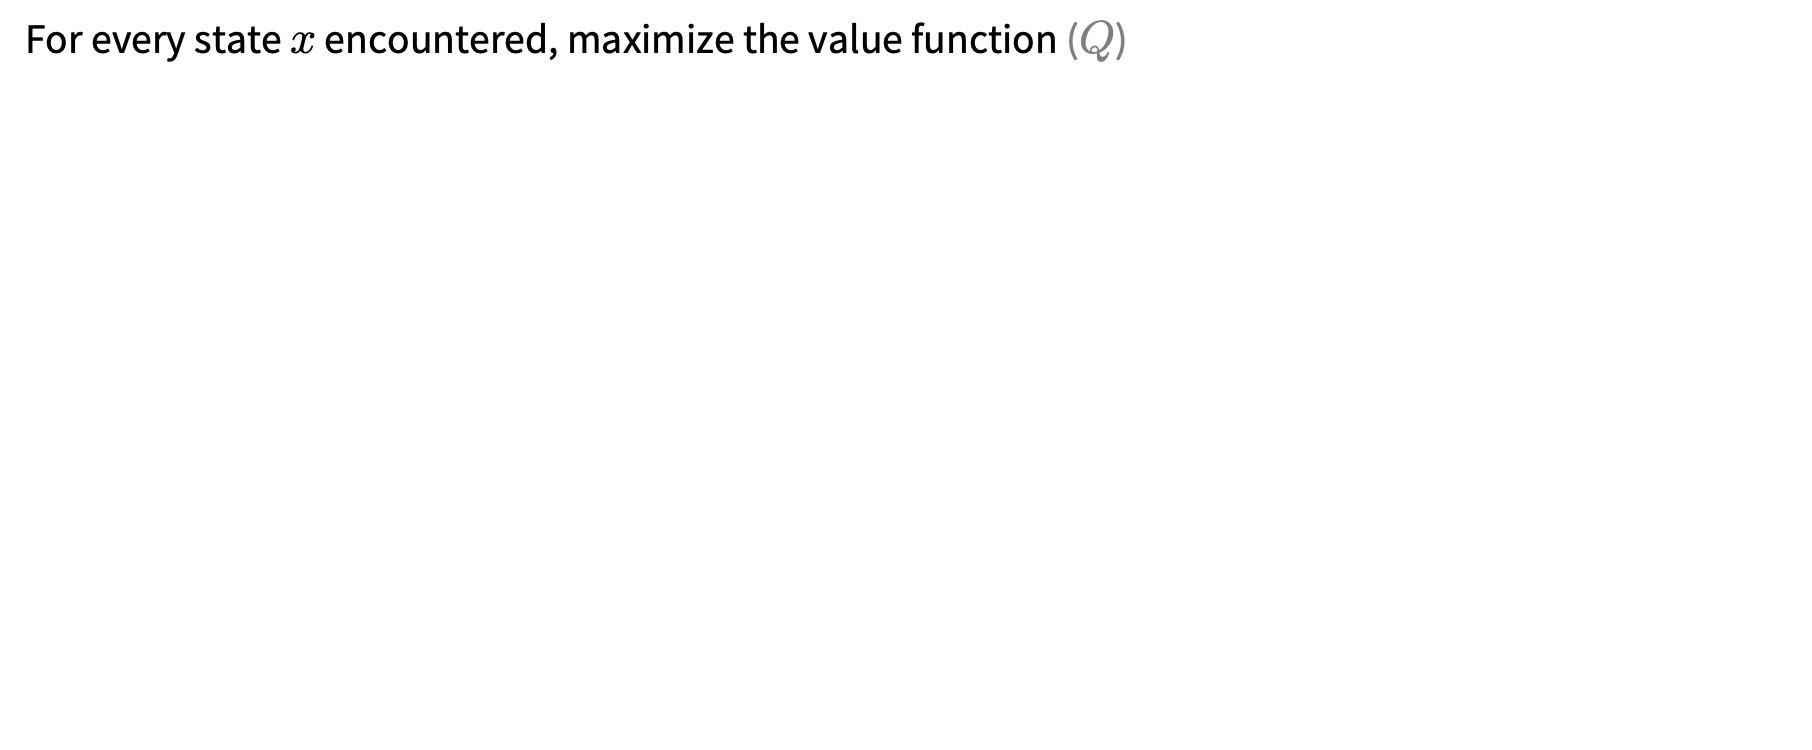 For every state x encountered, maximize the value function (Q)